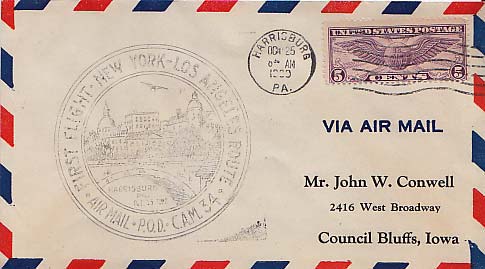 HARRISBURG
OCT 25
AM
1930
PA.
UNITED STATES POSTAGE
5 CENTS 5
FIRST FLIGHT - NEW YORK - LOS ANGELES ROUTE
HARRISBURG
AIR MAIL - P.O.D. - C.A.M. 34
VIA AIR MAIL
Mr. John W. Conwell
2416 West Broadway
Council Bluffs, Iowa